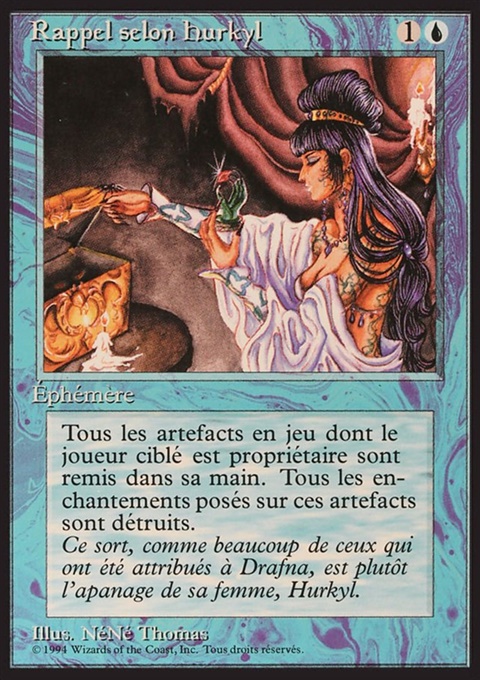 Rappel selon Hurkyl 1
Éphémère
Tous les artefacts en jeu dont le
joueur ciblé est propriétaire sont
remis dans sa main. Tous les en-
chantements posés sur ces artefacts
sont détruits.
Ce sort, comme beaucoup de ceux qui
ont été attribués à Drafna, est plutôt
l'apanage de sa femme, Hurkyl.
Illus. NéNé Thomas
© 1994 Wizards of the Coast, Inc. Tous droits réservés.